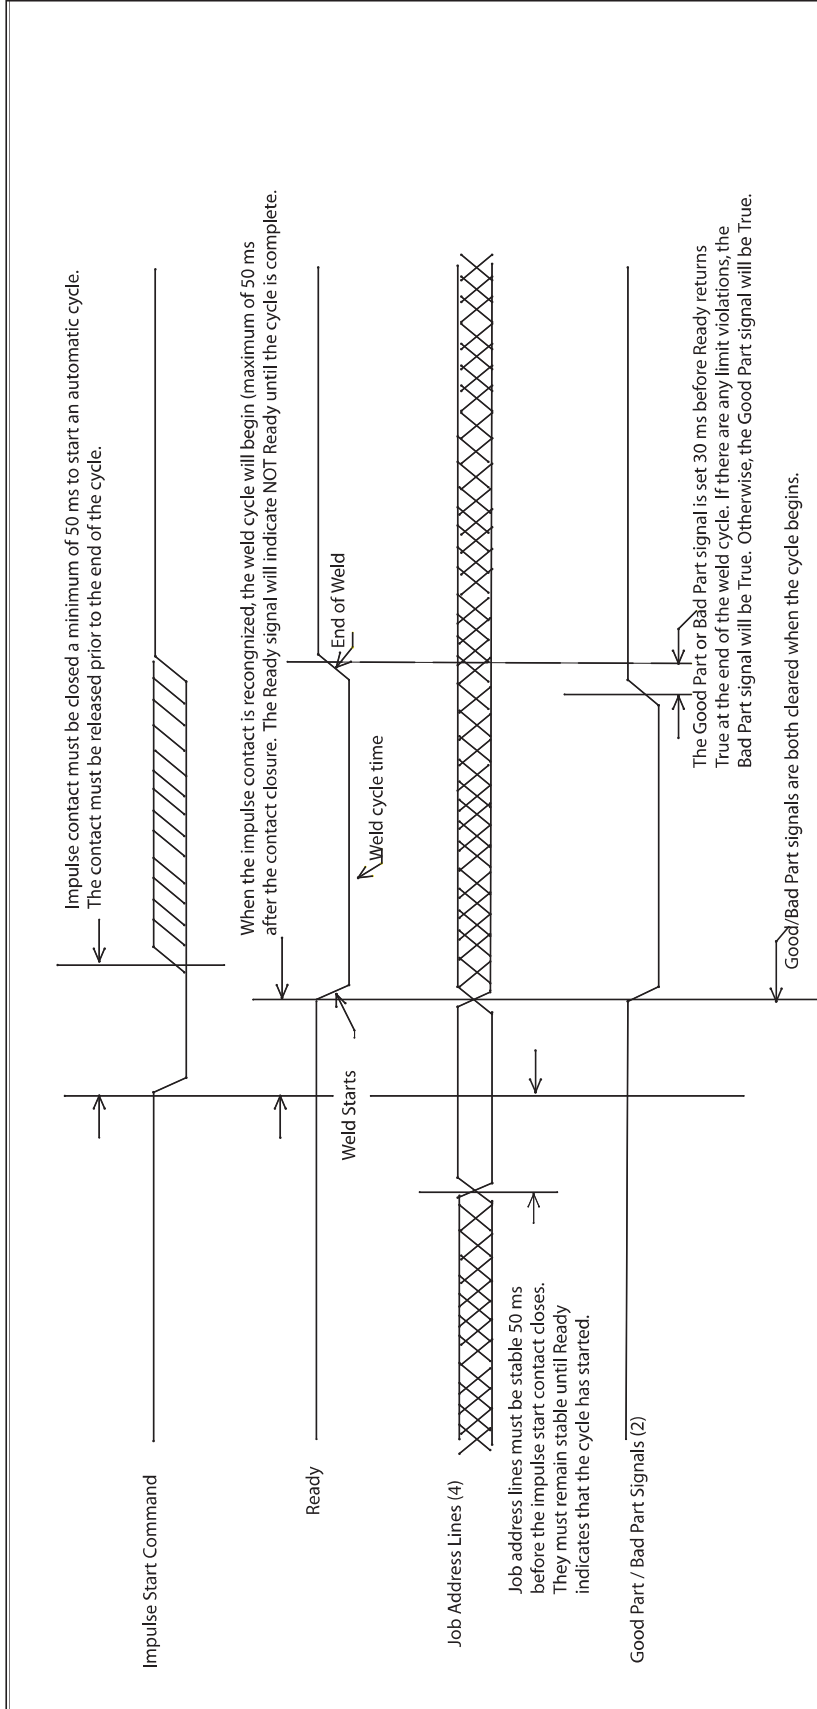 Impulse Start Command
Impulse contact must be closed a minimum of 50 ms to start an automatic cycle.
The contact must be released prior to the end of the cycle.
Ready
When the impulse contact is recongnized, the weld cycle will begin (maximum of 50 ms
after the contact closure. The Ready signal will indicate NOT Ready until the cycle is complete.
Weld Starts
Weld cycle time
End of Weld
Job Address Lines (4)
Job address lines must be stable 50 ms
before the impulse start contact closes.
They must remain stable until Ready
indicates that the cycle has started.
Good Part / Bad Part Signals (2)
The Good Part or Bad Part signal is set 30 ms before Ready returns
True at the end of the weld cycle. If there are any limit violations, the
Bad Part signal will be True. Otherwise, the Good Part signal will be True.
Good/Bad Part signals are both cleared when the cycle begins.